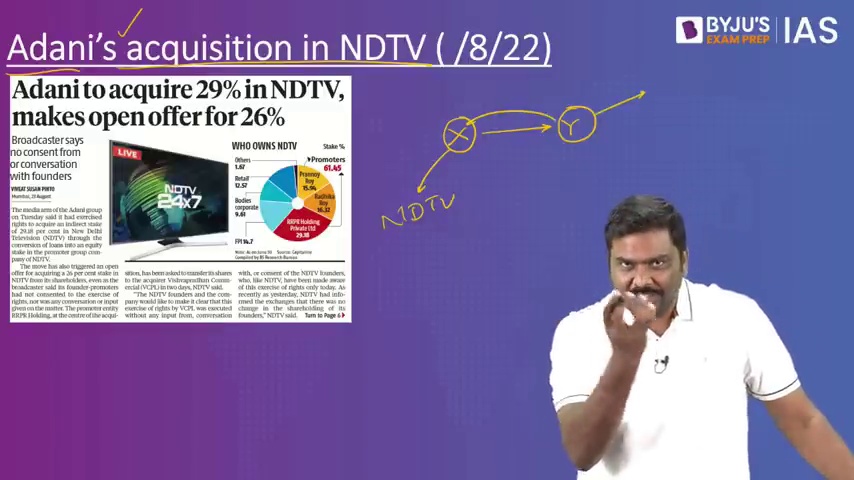 BYJU'S
EXAM PREP
IAS
Adani's acquisition in NDTV ( /8/22)
Adani to acquire 29% in NDTV,
makes open offer for 26%
Broadcaster says
no consent from
or conversation
with founders
VIVEAT SUSAN PINTO
Mumbai, 23 August
The media arm of the Adani group
on Tuesday said it had exercised
rights to acquire an indirect stake
of 29.18 per cent in New Delhi
Television (NDTV) through the
conversion of loans into an equity
stake in the promoter group com-
pany of NDTV.
The move has also triggered an open
offer for acquiring a 26 per cent stake in
NDTV from its shareholders, even as the
broadcaster said its founder-promoters
had not consented to the exercise of
rights, nor was any conversation or input
given on the matter. The promoter entity
RRPR Holding, at the centre of the acqui-
LIVE
NDTV
24x7
WHO OWNS NDTV
Stake %
Others
1.67
Retail
12.57
Bodies
corporate
9.61
FPI 14.7
Promoters
61.45
Prannoy
Roy
15.94
Radhika
Roy
16.32
RRPR Holding
Private Ltd
29.18
Note: As on June 30
Source: Capitaline
Compiled by BS Research Bureau
sition, has been asked to transfer its shares
to the acquirer Vishvapradhan Commer-
cial (VCPL) in two days, NDTV said.
"The NDTV founders and the company
would like to make it clear that this
exercise of rights by VCPL was executed
without any input from, conversation
with, or consent of the NDTV founders,
who, like NDTV, have been made aware
of this exercise of rights only today. As
recently as yesterday, NDTV had infor-
med the exchanges that there was no
change in the shareholding of its
founders," NDTV said.
Turn to Page 6
X
Y
NDTV